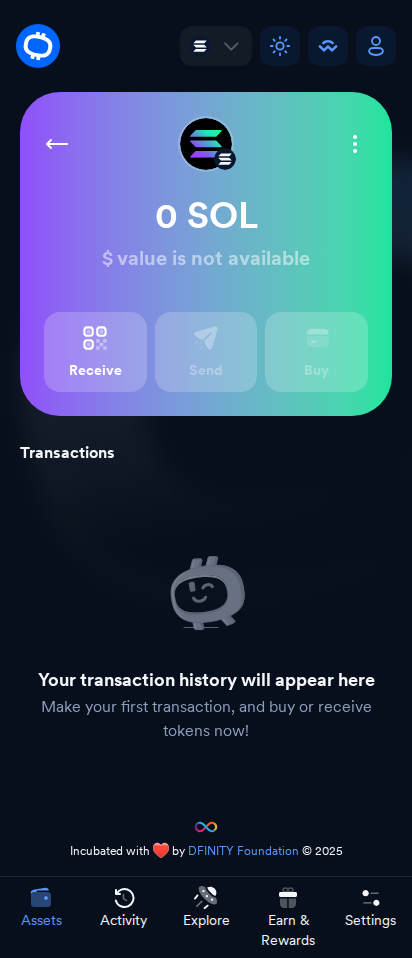 0 SOL
$ value is not available
Receive
Send
Buy
Transactions
Your transaction history will appear here
Make your first transaction, and buy or receive
tokens now!
Incubated with ❤️ by DFINITY Foundation © 2025
Assets
Activity
Explore
Earn &
Rewards
Settings